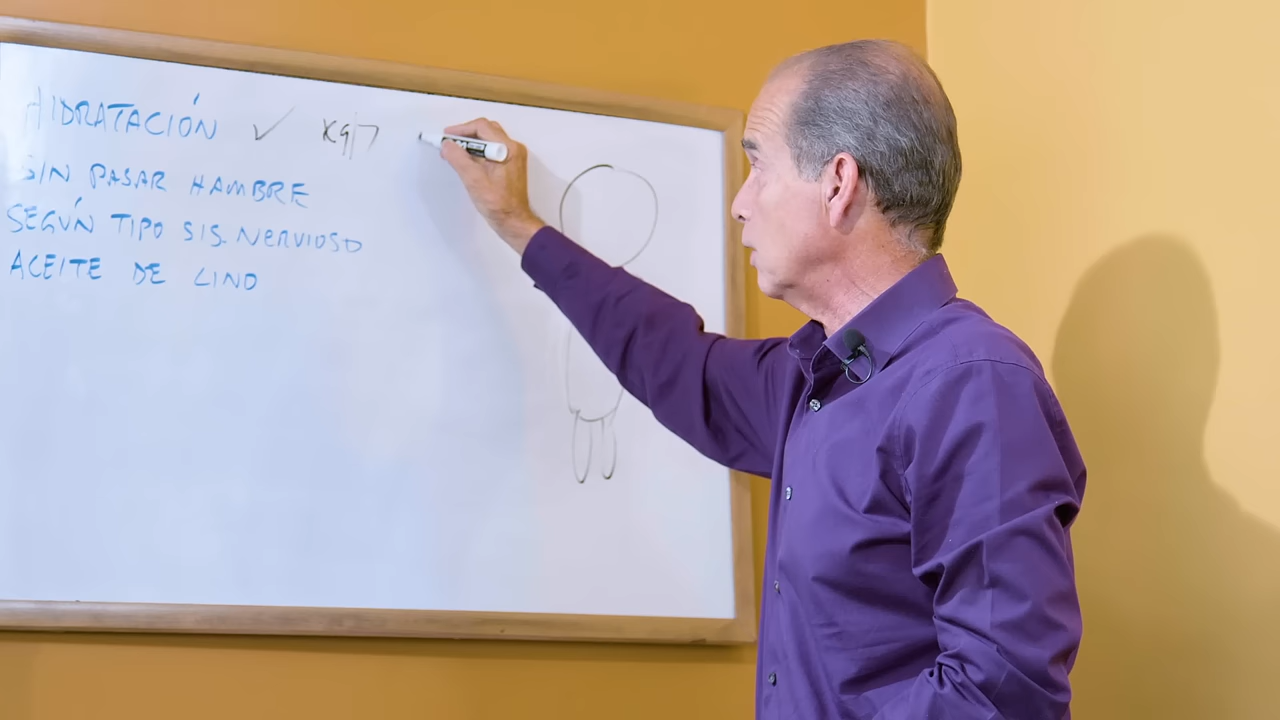 HIDRATACIÓN ✓ Kg/7
SIN PASAR HAMBRE
SEGÚN TIPO SIS. NERVIOSO
ACEITE DE LINO